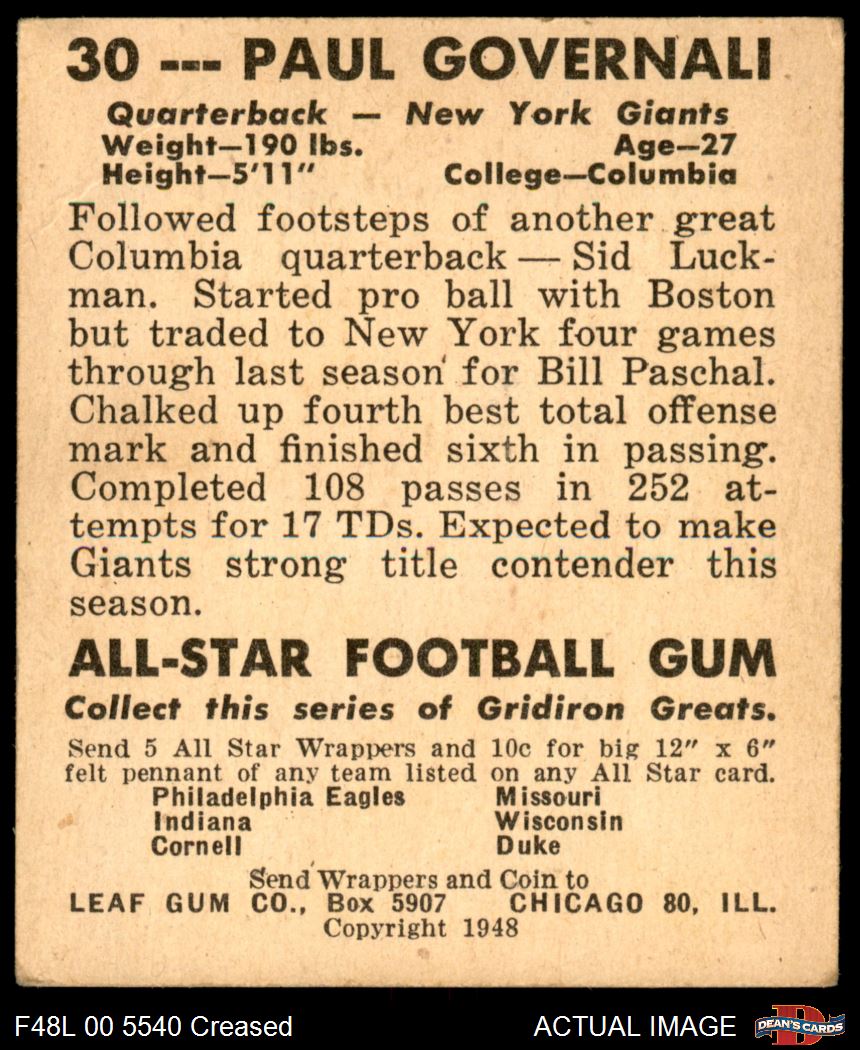 30 --- PAUL GOVERNALI
Quarterback — New York Giants
Weight—190 lbs. Age—27
Height—5'11" College—Columbia
Followed footsteps of another great
Columbia quarterback — Sid Luck-
man. Started pro ball with Boston
but traded to New York four games
through last season for Bill Paschal.
Chalked up fourth best total offense
mark and finished sixth in passing.
Completed 108 passes in 252 at-
tempts for 17 TDs. Expected to make
Giants strong title contender this
season.
ALL-STAR FOOTBALL GUM
Collect this series of Gridiron Greats.
Send 5 All Star Wrappers and 10c for big 12" x 6"
felt pennant of any team listed on any All Star card.
Philadelphia Eagles Missouri
Indiana Wisconsin
Cornell Duke
Send Wrappers and Coin to
LEAF GUM CO., Box 5907 CHICAGO 80, ILL.
Copyright 1948
F48L 00 5540 Creased ACTUAL IMAGE D DEAN'S CARDS